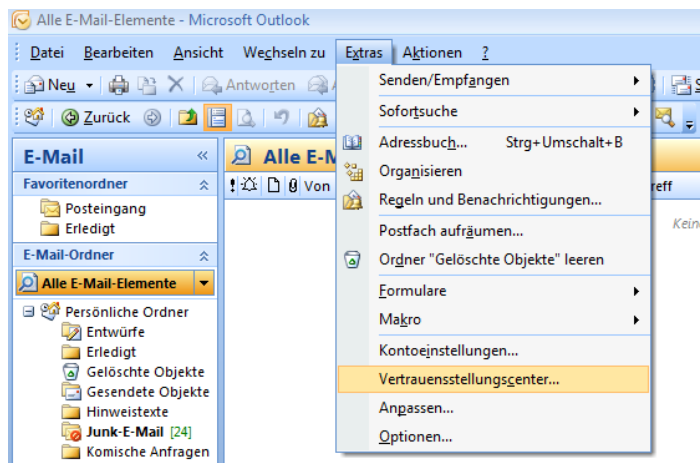 Alle E-Mail-Elemente - Microsoft Outlook
Datei Bearbeiten Ansicht Wechseln zu Extras Aktionen ?
Neu Antworten
Zurück
E-Mail «
Favoritenordner
Posteingang
Erledigt
E-Mail-Ordner
Alle E-Mail-Elemente
Persönliche Ordner
Entwürfe
Erledigt
Gelöschte Objekte
Gesendete Objekte
Hinweistexte
Junk-E-Mail [24]
Komische Anfragen
Alle E-M
Von
reff
Kein
Senden/Empfangen
Sofortsuche
Adressbuch... Strg+Umschalt+B
Organisieren
Regeln und Benachrichtigungen...
Postfach aufräumen...
Ordner "Gelöschte Objekte" leeren
Formulare
Makro
Kontoeinstellungen...
Vertrauensstellungscenter...
Anpassen...
Optionen...